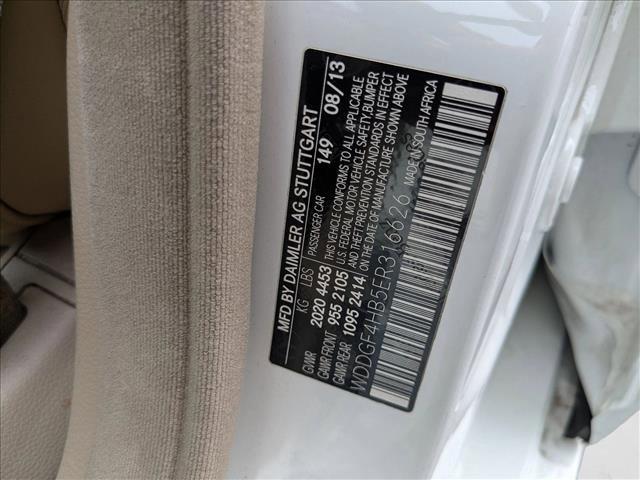 MFD BY DAIMLER AG STUTTGART 149 08/13
KG LBS PASSENGER CAR THIS VEHICLE CONFORMS TO ALL APPLICABLE
GVWR 2020 4453 U.S. FEDERAL MOTOR VEHICLE SAFETY, BUMPER
GAWR FRONT 955 2105 AND THEFT PREVENTION STANDARDS IN EFFECT
GAWR REAR 1095 2414 ON THE DATE OF MANUFACTURE SHOWN ABOVE
WDDGF4HB5ER316626 MADE IN SOUTH AFRICA